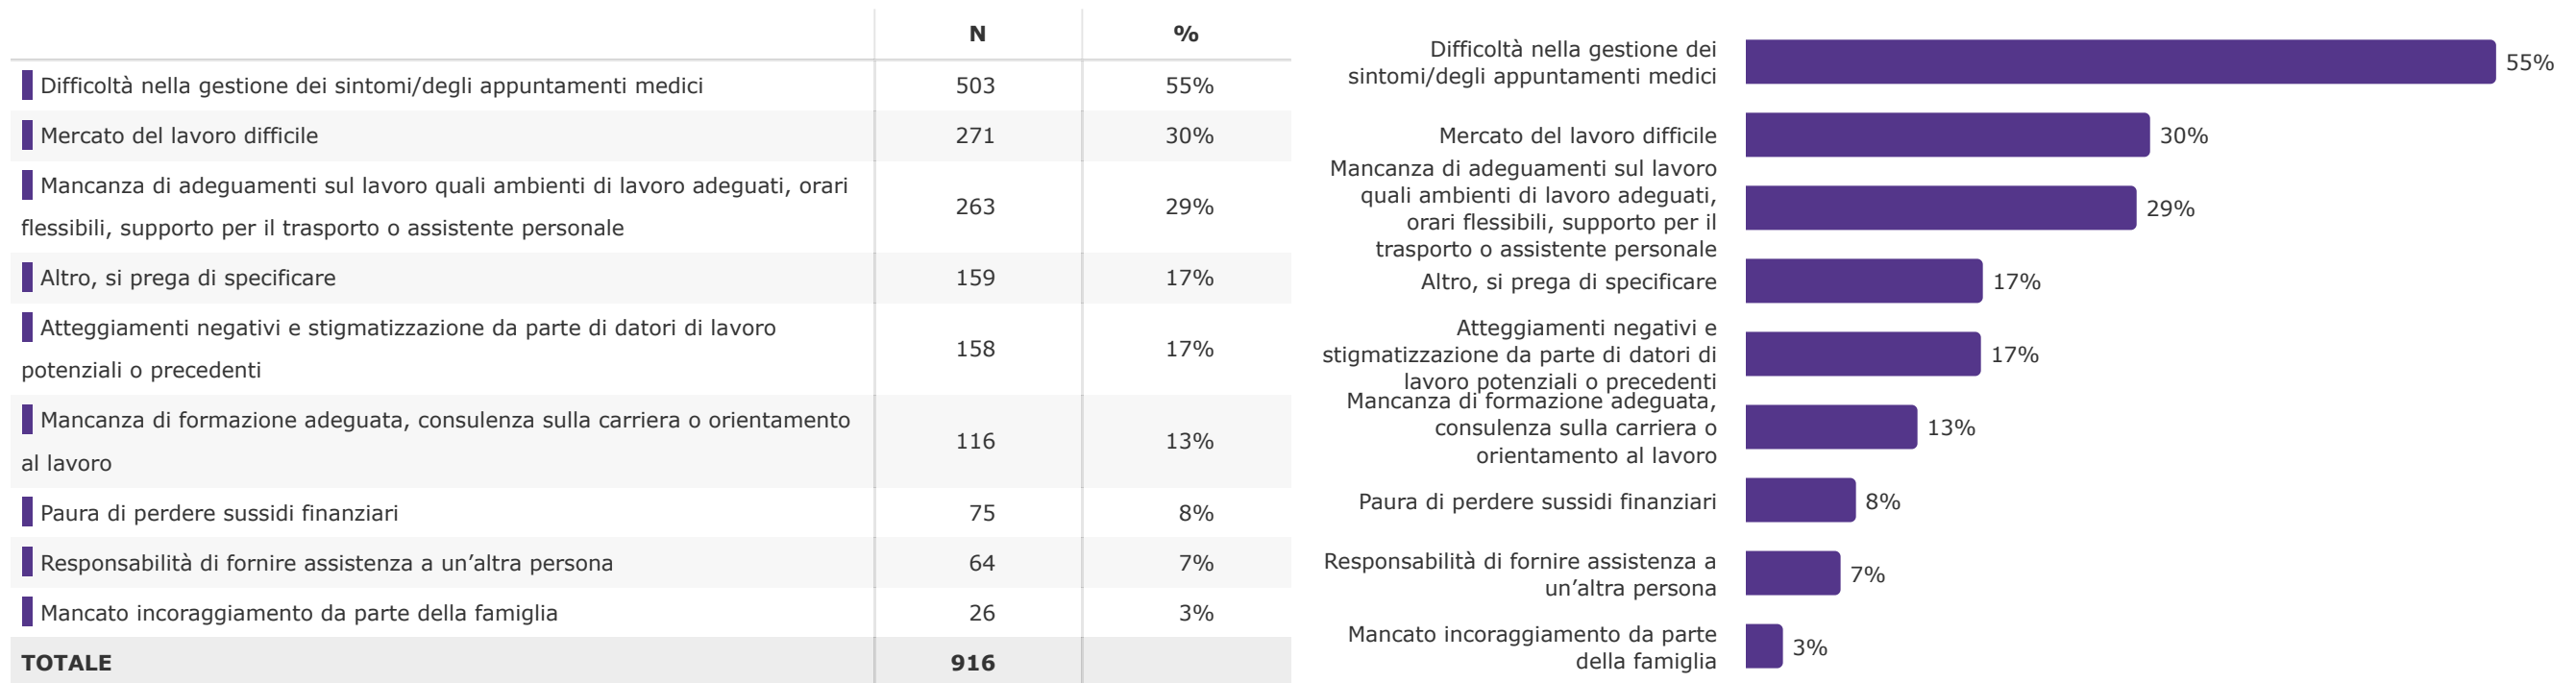 N %
Difficoltà nella gestione dei sintomi/degli appuntamenti medici 503 55%
Mercato del lavoro difficile 271 30%
Mancanza di adeguamenti sul lavoro quali ambienti di lavoro adeguati, orari
flessibili, supporto per il trasporto o assistente personale 263 29%
Altro, si prega di specificare 159 17%
Atteggiamenti negativi e stigmatizzazione da parte di datori di lavoro
potenziali o precedenti 158 17%
Mancanza di formazione adeguata, consulenza sulla carriera o orientamento
al lavoro 116 13%
Paura di perdere sussidi finanziari 75 8%
Responsabilità di fornire assistenza a un’altra persona 64 7%
Mancato incoraggiamento da parte della famiglia 26 3%
TOTALE 916
Difficoltà nella gestione dei
sintomi/degli appuntamenti medici 55%
Mercato del lavoro difficile 30%
Mancanza di adeguamenti sul lavoro
quali ambienti di lavoro adeguati,
orari flessibili, supporto per il
trasporto o assistente personale 29%
Altro, si prega di specificare 17%
Atteggiamenti negativi e
stigmatizzazione da parte di datori di
lavoro potenziali o precedenti 17%
Mancanza di formazione adeguata,
consulenza sulla carriera o
orientamento al lavoro 13%
Paura di perdere sussidi finanziari 8%
Responsabilità di fornire assistenza a
un’altra persona 7%
Mancato incoraggiamento da parte
della famiglia 3%